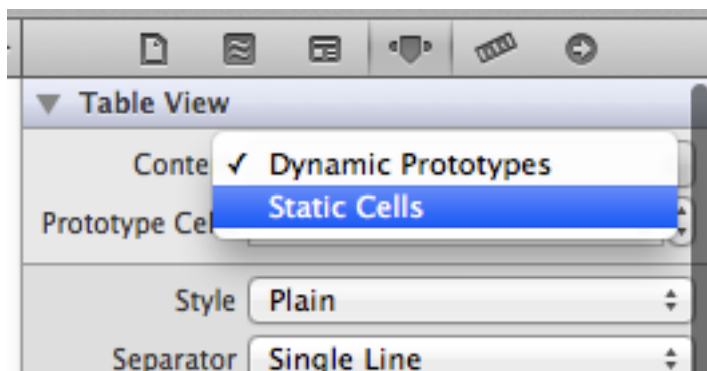 Table View
Conte ✓ Dynamic Prototypes
Static Cells
Prototype Cel
Style Plain
Separator Single Line